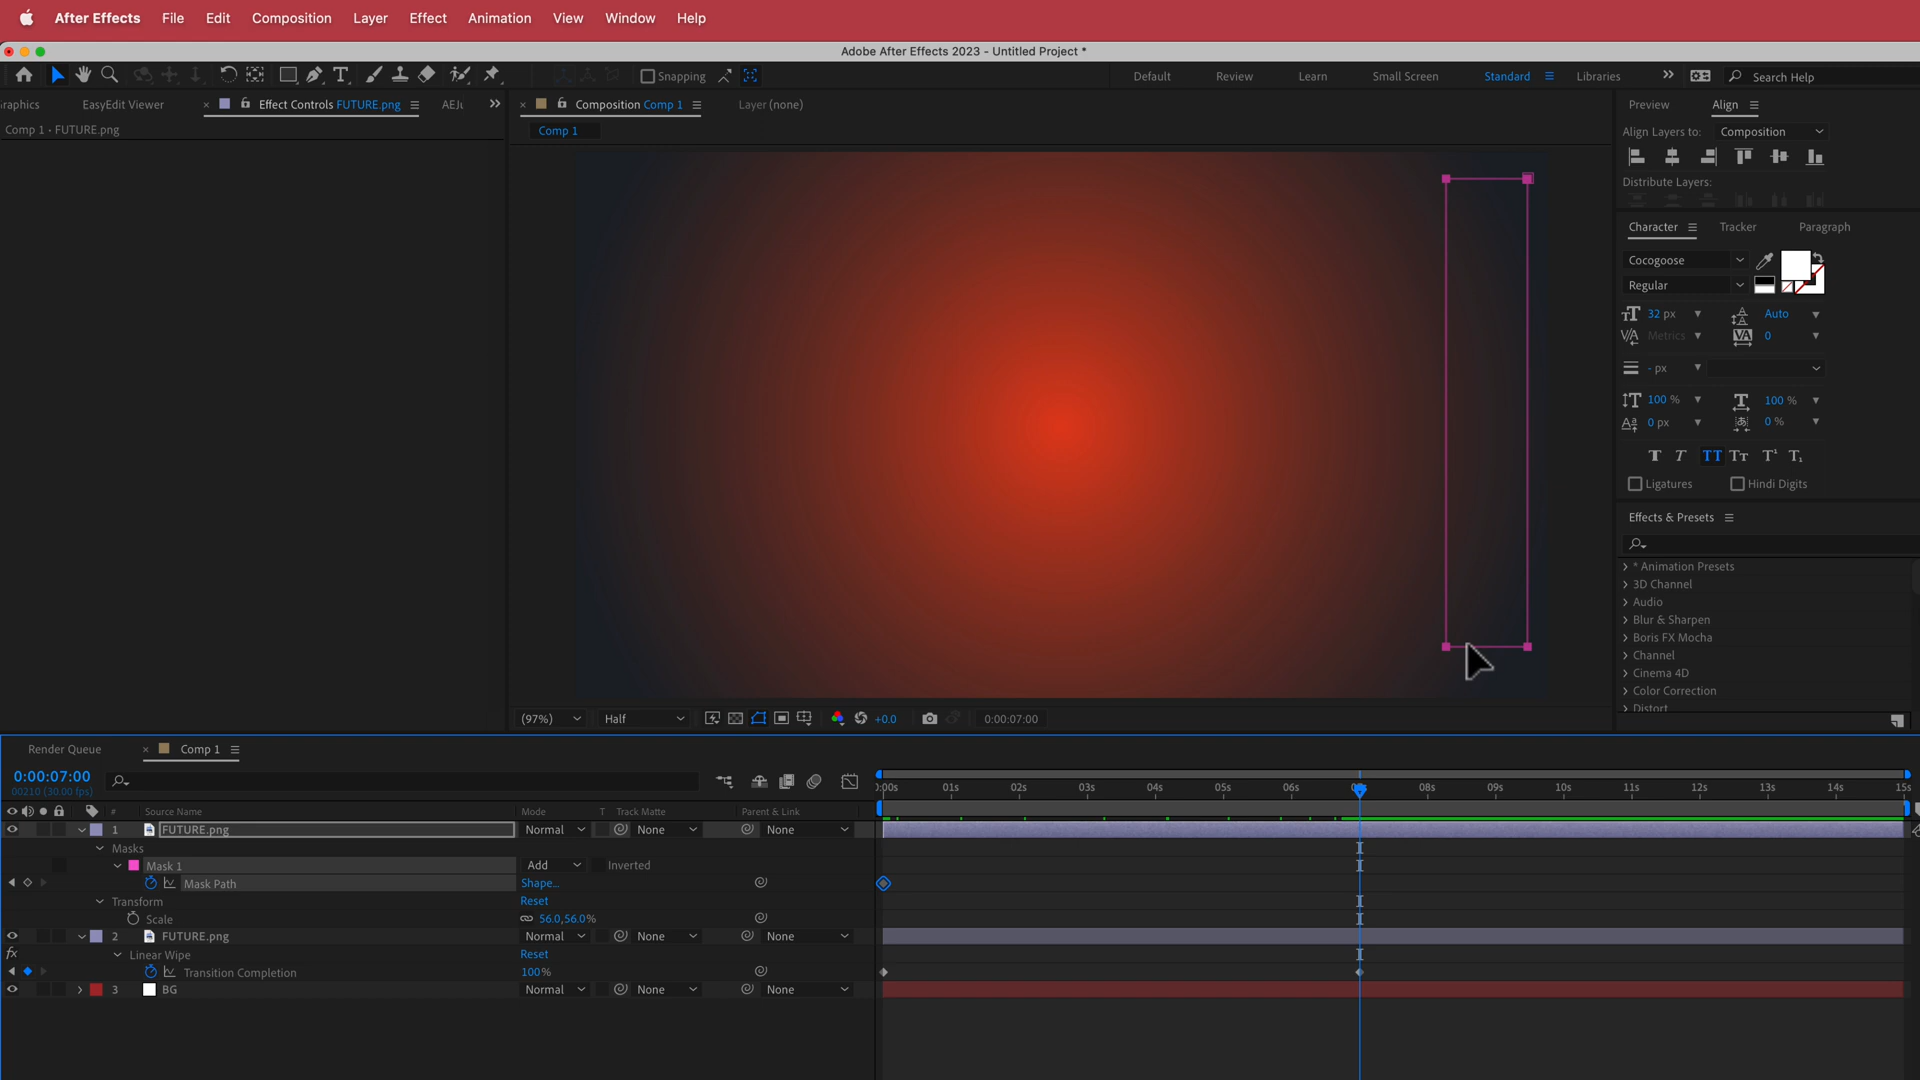 After Effects File Edit Composition Layer Effect Animation View Window Help
Adobe After Effects 2023 - Untitled Project *
Snapping Default Review Learn Small Screen Standard Libraries Search Help
raphics EasyEdit Viewer Effect Controls FUTURE.png Composition Comp 1 Layer (none) Preview Align
Comp 1 • FUTURE.png
Comp 1
Align Layers to: Composition
Distribute Layers:
Character Tracker Paragraph
Cocogoose
Regular
32 px Auto
Metrics 0
- px
100 % 100 %
0 px 0 %
Ligatures Hindi Digits
Effects & Presets
* Animation Presets
3D Channel
Audio
Blur & Sharpen
Boris FX Mocha
Channel
Cinema 4D
Color Correction
Distort
(97%) Half +0.0 0:00:07:00
Render Queue Comp 1
0:00:07:00
00210 (30.00 fps)
01s 02s 03s 04s 05s 06s 08s 09s 10s 11s 12s 13s 14s 15s
# Source Name Mode T Track Matte Parent & Link
1 FUTURE.png Normal None None
Masks
Mask 1 Add Inverted
Mask Path Shape...
Transform Reset
Scale 56.0,56.0%
2 FUTURE.png Normal None None
fx Linear Wipe Reset
Transition Completion 100%
3 BG Normal None None